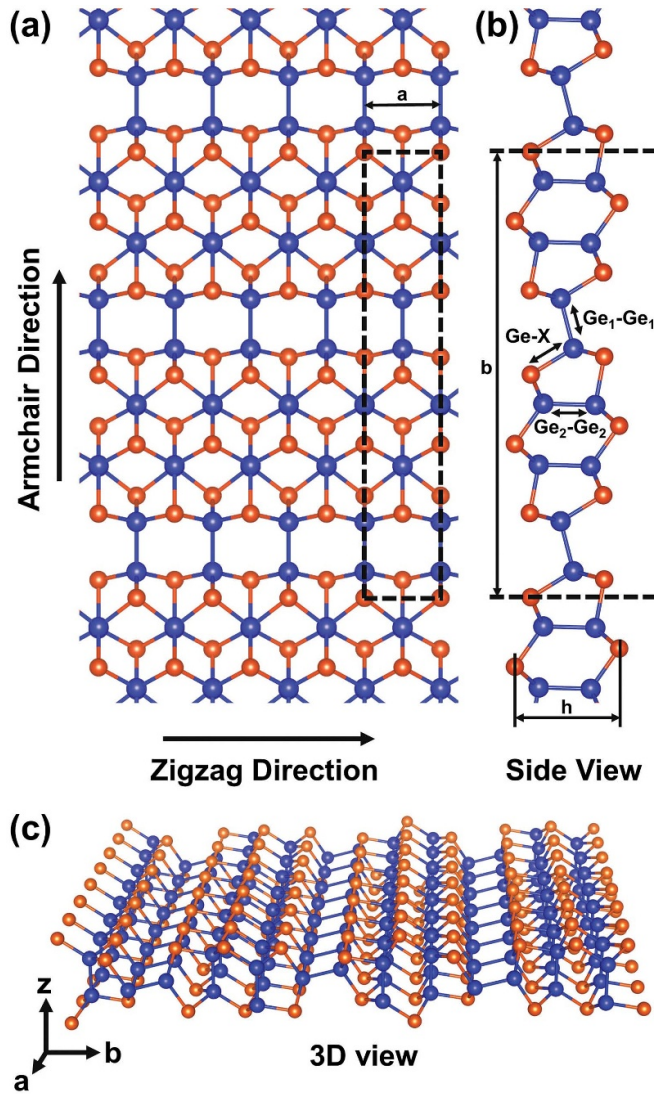 (a)
(b)
a
Armchair Direction
b
Ge₁-Ge₁
Ge-X
Ge₂-Ge₂
h
Zigzag Direction
Side View
(c)
z
b
a
3D view